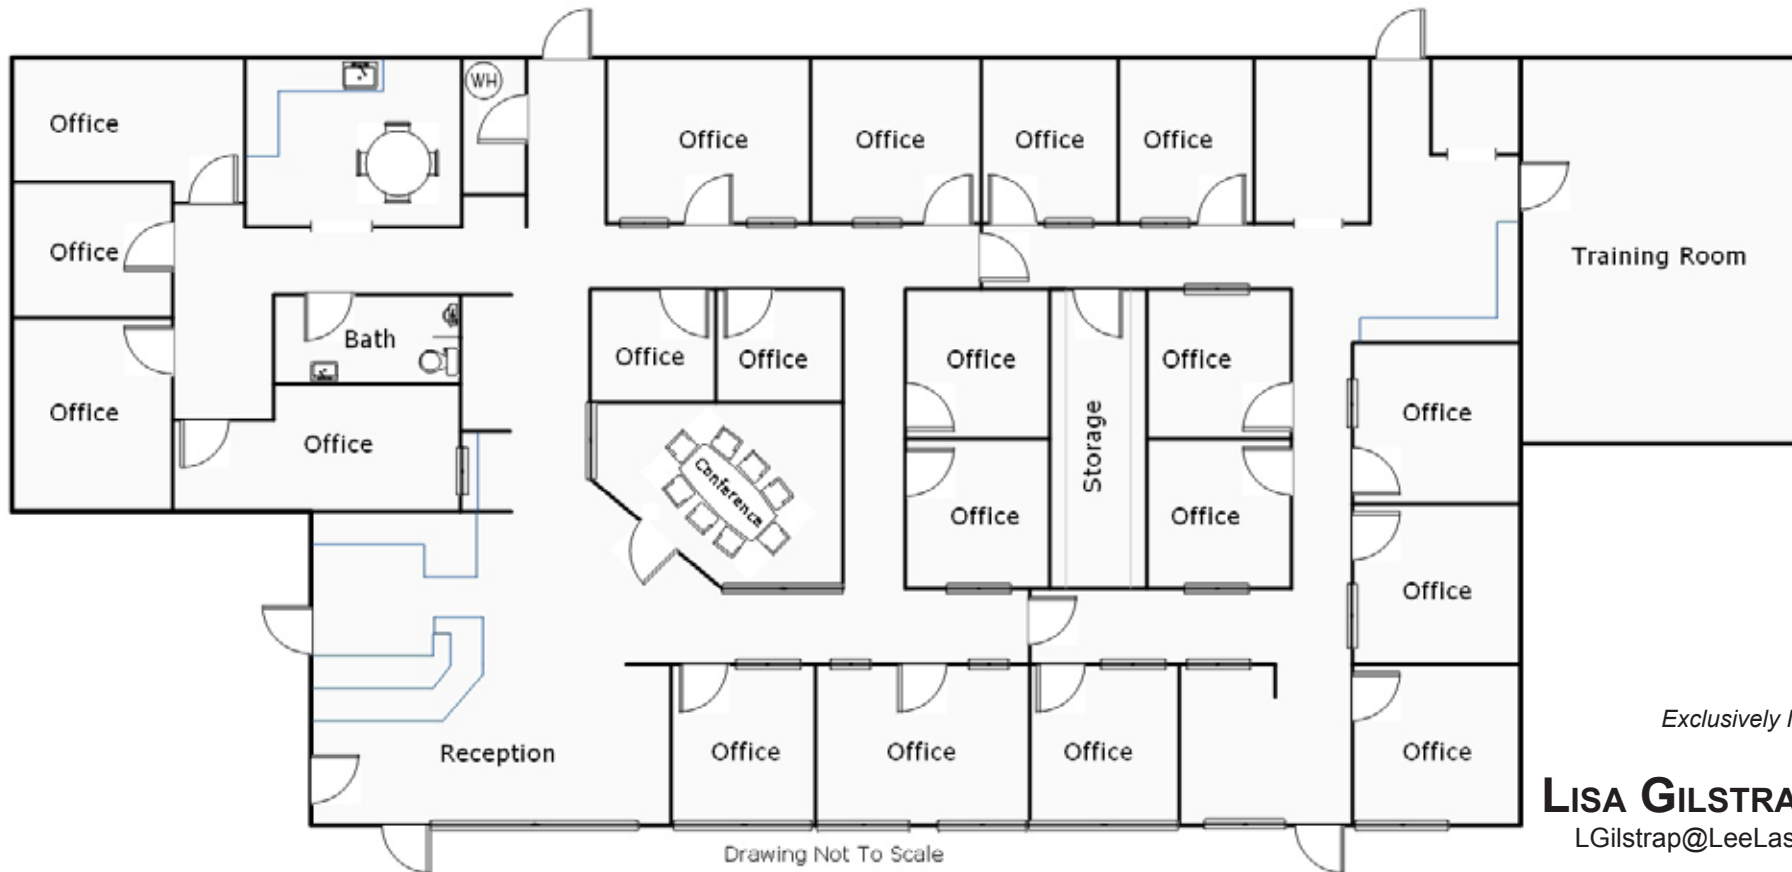 WH
Office
Office
Office
Office
Office
Office
Office
Training Room
Bath
Office
Office
Office
Office
Office
Office
Office
Storage
Office
Conference
Office
Office
Office
Reception
Office
Office
Office
Office
Exclusively
LISA GILSTRA
LGilstrap@LeeLas
Drawing Not To Scale